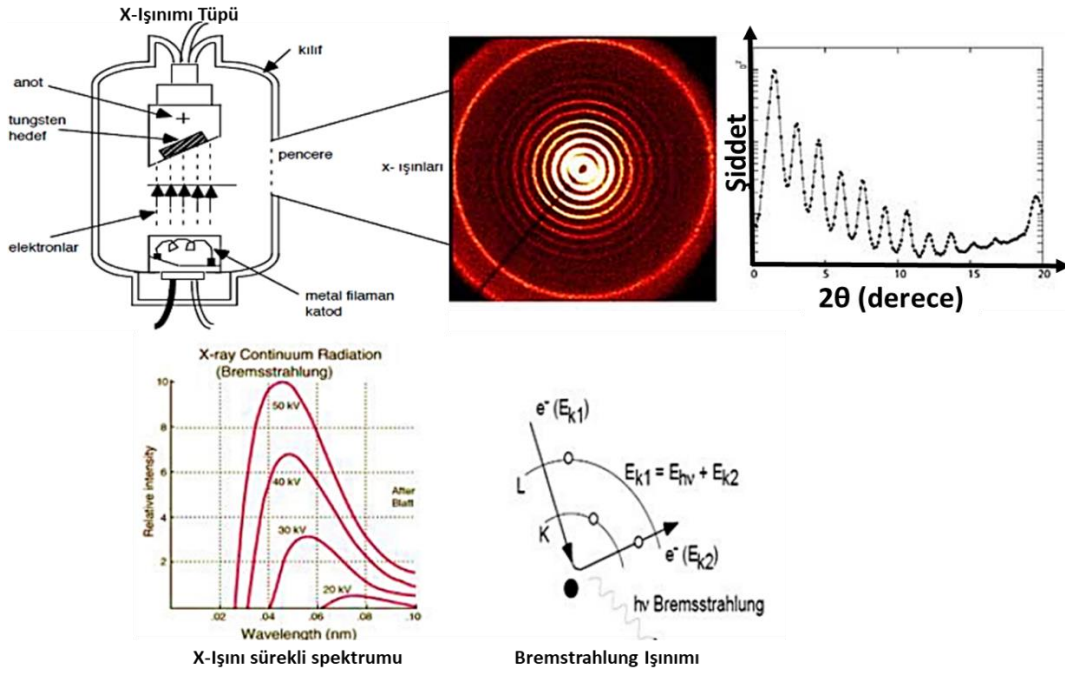 X-Işınımı Tüpü
kılıf
anot
tungsten
hedef
pencere
x- ışınları
elektronlar
metal filaman
katod
Şiddet
0
5
10
15
20
2θ (derece)
X-ray Continuum Radiation
(Bremsstrahlung)
10
8
6
4
2
Relative intensity
50 kV
40 kV
30 kV
20 kV
After
Blatt
.02
.04
.06
.08
0.10
Wavelength (nm)
X-Işını sürekli spektrumu
e⁻ (Eₖ₁)
Eₖ₁ = Eₕᵥ + Eₖ₂
L
K
e⁻ (Eₖ₂)
hν Bremsstrahlung
Bremstrahlung Işınımı